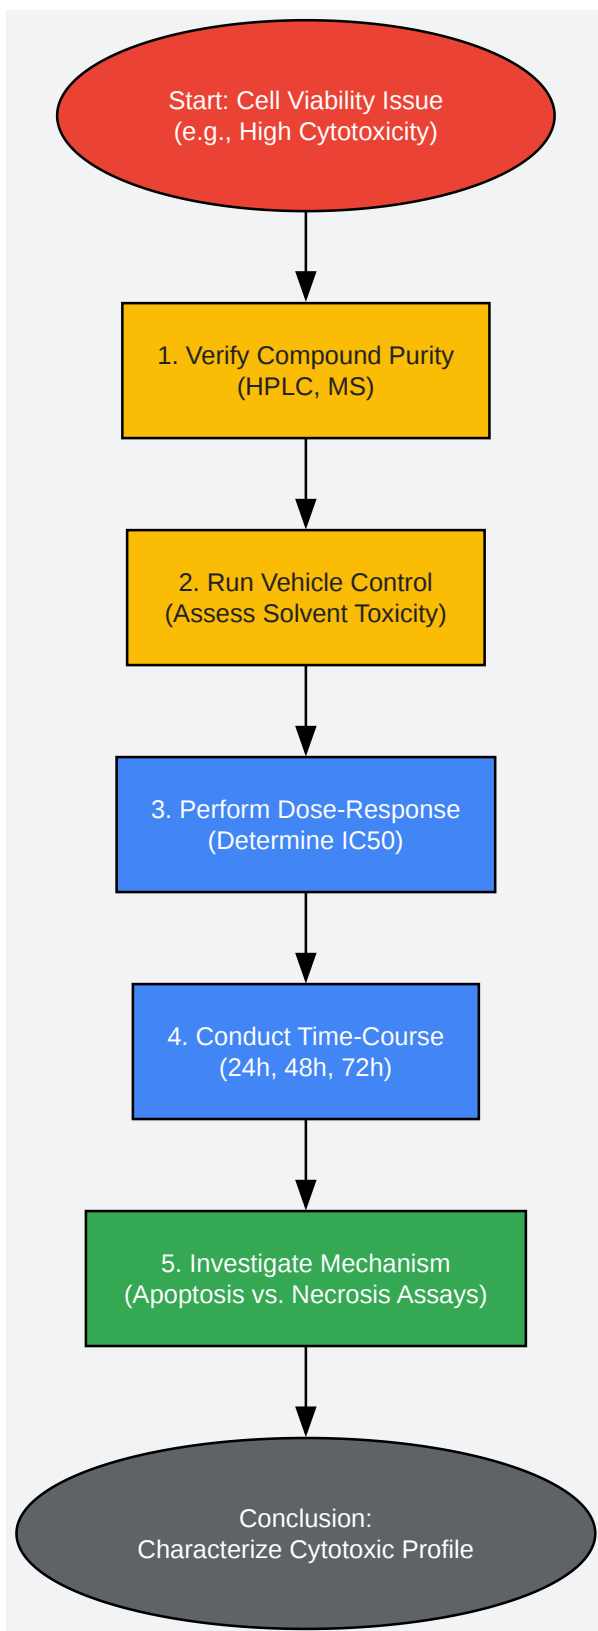 Start: Cell Viability Issue
(e.g., High Cytotoxicity)
1. Verify Compound Purity
(HPLC, MS)
2. Run Vehicle Control
(Assess Solvent Toxicity)
3. Perform Dose-Response
(Determine IC50)
4. Conduct Time-Course
(24h, 48h, 72h)
5. Investigate Mechanism
(Apoptosis vs. Necrosis Assays)
Conclusion:
Characterize Cytotoxic Profile